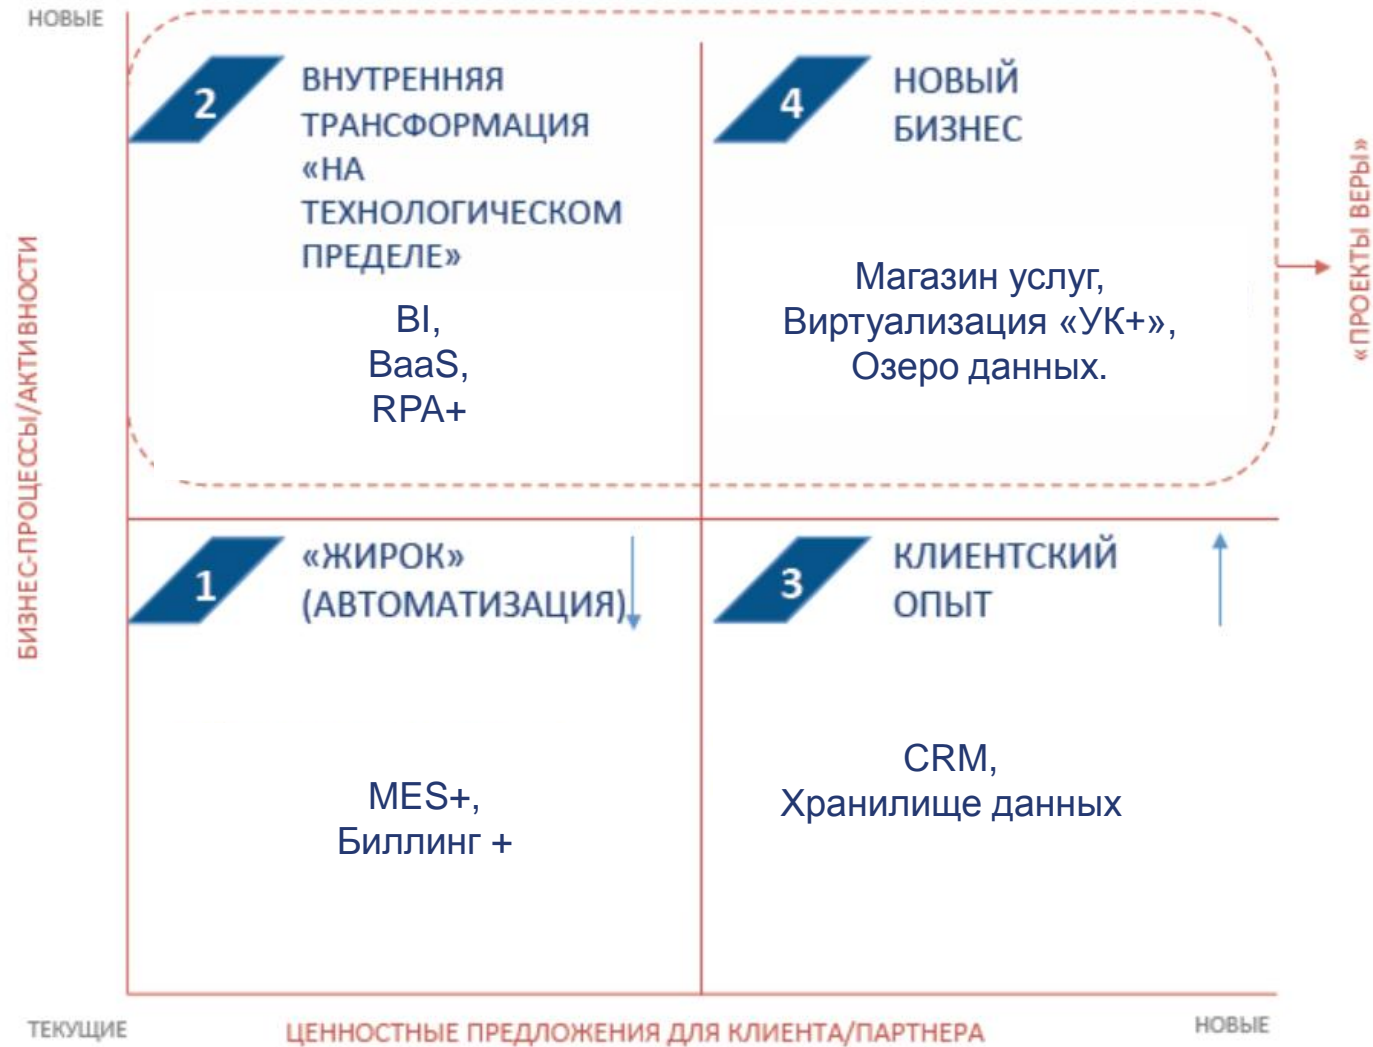 НОВЫЕ
2
ВНУТРЕННЯЯ
ТРАНСФОРМАЦИЯ
«НА
ТЕХНОЛОГИЧЕСКОМ
ПРЕДЕЛЕ»
BI,
BaaS,
RPA+
4
НОВЫЙ
БИЗНЕС
Магазин услуг,
Виртуализация «УК+»,
Озеро данных.
«ПРОЕКТЫ ВЕРЫ»
БИЗНЕС-ПРОЦЕССЫ/АКТИВНОСТИ
1
«ЖИРОК»
(АВТОМАТИЗАЦИЯ)
MES+,
Биллинг +
3
КЛИЕНТСКИЙ
ОПЫТ
CRM,
Хранилище данных
ТЕКУЩИЕ
ЦЕННОСТНЫЕ ПРЕДЛОЖЕНИЯ ДЛЯ КЛИЕНТА/ПАРТНЕРА
НОВЫЕ